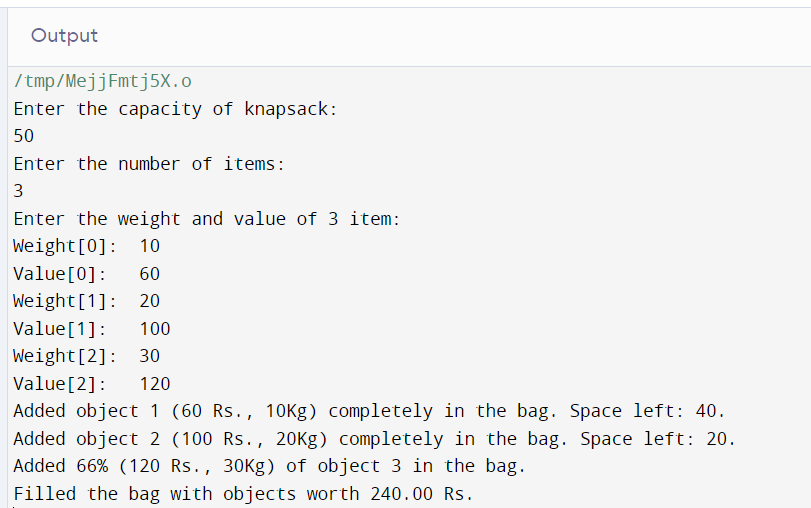 Output
/tmp/MejjFmtj5X.o
Enter the capacity of knapsack:
50
Enter the number of items:
3
Enter the weight and value of 3 item:
Weight[0]:  10
Value[0]:   60
Weight[1]:  20
Value[1]:   100
Weight[2]:  30
Value[2]:   120
Added object 1 (60 Rs., 10Kg) completely in the bag. Space left: 40.
Added object 2 (100 Rs., 20Kg) completely in the bag. Space left: 20.
Added 66% (120 Rs., 30Kg) of object 3 in the bag.
Filled the bag with objects worth 240.00 Rs.